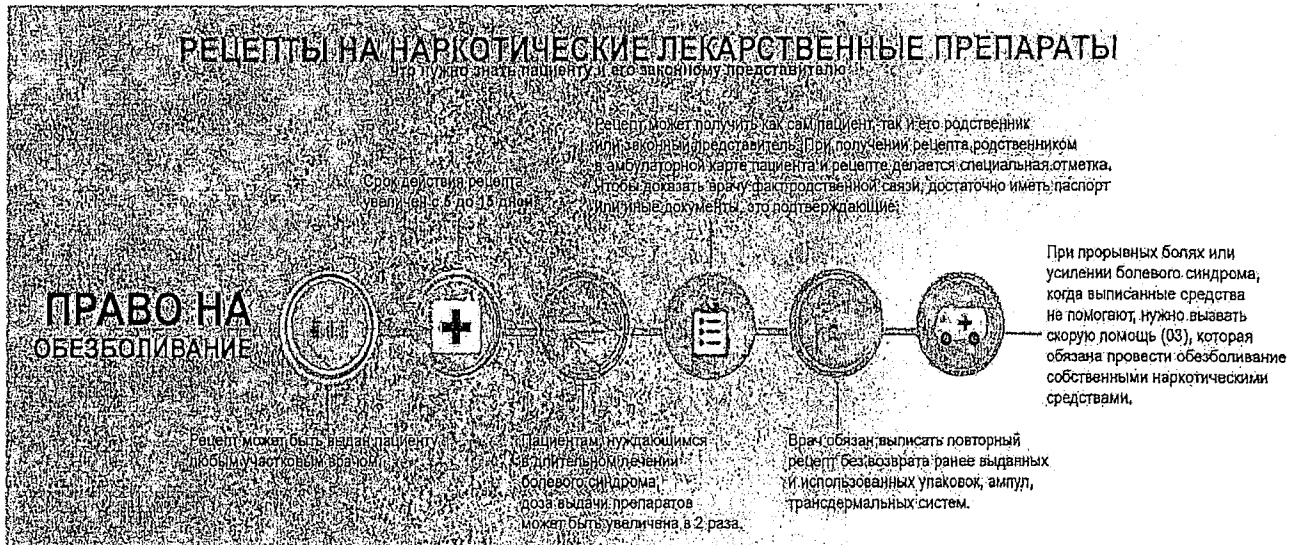 РЕЦЕПТЫ НА НАРКОТИЧЕСКИЕ ЛЕКАРСТВЕННЫЕ ПРЕПАРАТЫ
Что нужно знать пациенту и его законному представителю
Рецепт может получить как сам пациент, так и его родственник
или законный представитель. При получении рецепта родственником
в амбулаторной карте пациента и рецепте делается специальная отметка.
Чтобы доказать врачу факт родственной связи, достаточно иметь паспорт
или иные документы, это подтверждающие.
Срок действия рецепта
увеличен с 5 до 15 дней.
ПРАВО НА
ОБЕЗБОЛИВАНИЕ
При прорывных болях или
усилении болевого синдрома,
когда выписанные средства
не помогают, нужно вызвать
скорую помощь (03), которая
обязана провести обезболивание
собственными наркотическими
средствами.
Рецепт может быть выдан пациенту
любым участковым врачом
Пациентам, нуждающимся
в длительном лечении
болевого синдрома,
доза выдачи препаратов
может быть увеличена в 2 раза.
Врач обязан выписать повторный
рецепт без возврата ранее выданных
и использованных упаковок, ампул,
трансдермальных систем.